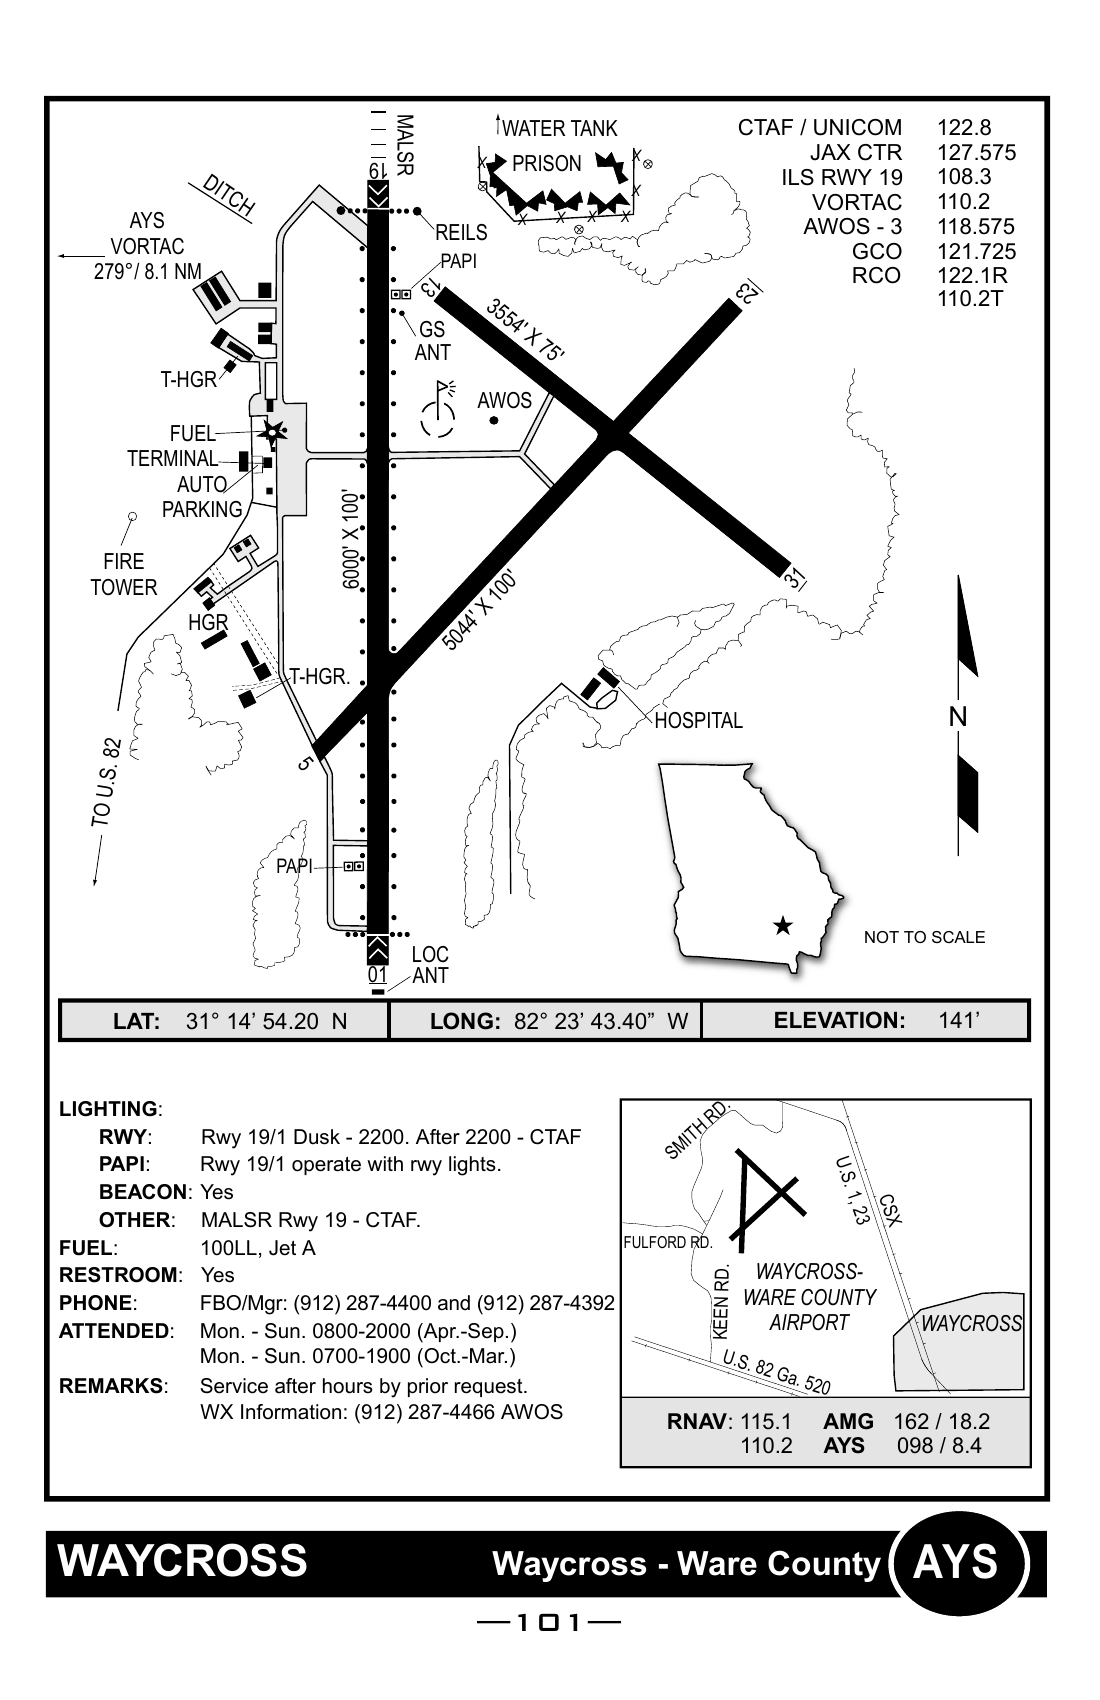 MALSR
WATER TANK
PRISON
CTAF / UNICOM 122.8
JAX CTR 127.575
ILS RWY 19 108.3
VORTAC 110.2
AWOS - 3 118.575
GCO 121.725
RCO 122.1R
110.2T
19
DITCH
AYS
VORTAC
279°/ 8.1 NM
REILS
PAPI
13
23
3554' X 75'
GS
ANT
T-HGR
AWOS
FUEL
TERMINAL
AUTO
PARKING
6000' X 100'
FIRE
TOWER
5044' X 100'
31
HGR
T-HGR.
HOSPITAL
N
5
TO U.S. 82
PAPI
NOT TO SCALE
LOC
ANT
01
LAT: 31° 14’ 54.20 N LONG: 82° 23’ 43.40” W ELEVATION: 141’
LIGHTING:
RWY: Rwy 19/1 Dusk - 2200. After 2200 - CTAF
PAPI: Rwy 19/1 operate with rwy lights.
BEACON: Yes
OTHER: MALSR Rwy 19 - CTAF.
FUEL: 100LL, Jet A
RESTROOM: Yes
PHONE: FBO/Mgr: (912) 287-4400 and (912) 287-4392
ATTENDED: Mon. - Sun. 0800-2000 (Apr.-Sep.)
Mon. - Sun. 0700-1900 (Oct.-Mar.)
REMARKS: Service after hours by prior request.
WX Information: (912) 287-4466 AWOS
SMITH RD.
U.S. 1, 23
CSX
FULFORD RD.
KEEN RD.
WAYCROSS-
WARE COUNTY
AIRPORT
WAYCROSS
U.S. 82 Ga. 520
RNAV: 115.1 AMG 162 / 18.2
110.2 AYS 098 / 8.4
WAYCROSS Waycross - Ware County AYS
101